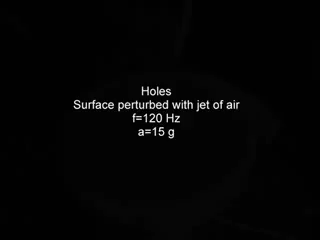 Holes
Surface perturbed with jet of air
f=120 Hz
a=15 g